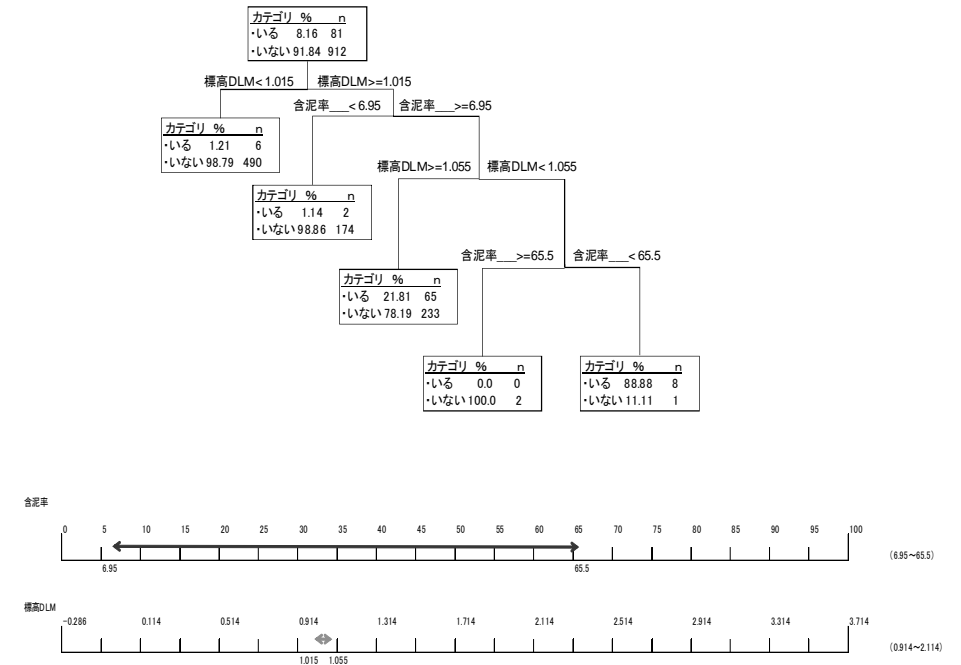 カテゴリ % n
・いる 8.16 81
・いない 91.84 912
標高DLM< 1.015 標高DLM>=1.015
含泥率___< 6.95 含泥率___>=6.95
カテゴリ % n
・いる 1.21 6
・いない 98.79 490
標高DLM>=1.055 標高DLM< 1.055
カテゴリ % n
・いる 1.14 2
・いない 98.86 174
含泥率___>=65.5 含泥率___< 65.5
カテゴリ % n
・いる 21.81 65
・いない 78.19 233
カテゴリ % n
・いる 0.0 0
・いない 100.0 2
カテゴリ % n
・いる 88.88 8
・いない 11.11 1
含泥率
0 5 10 15 20 25 30 35 40 45 50 55 60 65 70 75 80 85 90 95 100
(6.95～65.5)
6.95 65.5
標高DLM
-0.286 0.114 0.514 0.914 1.314 1.714 2.114 2.514 2.914 3.314 3.714
(0.914～2.114)
1.015 1.055